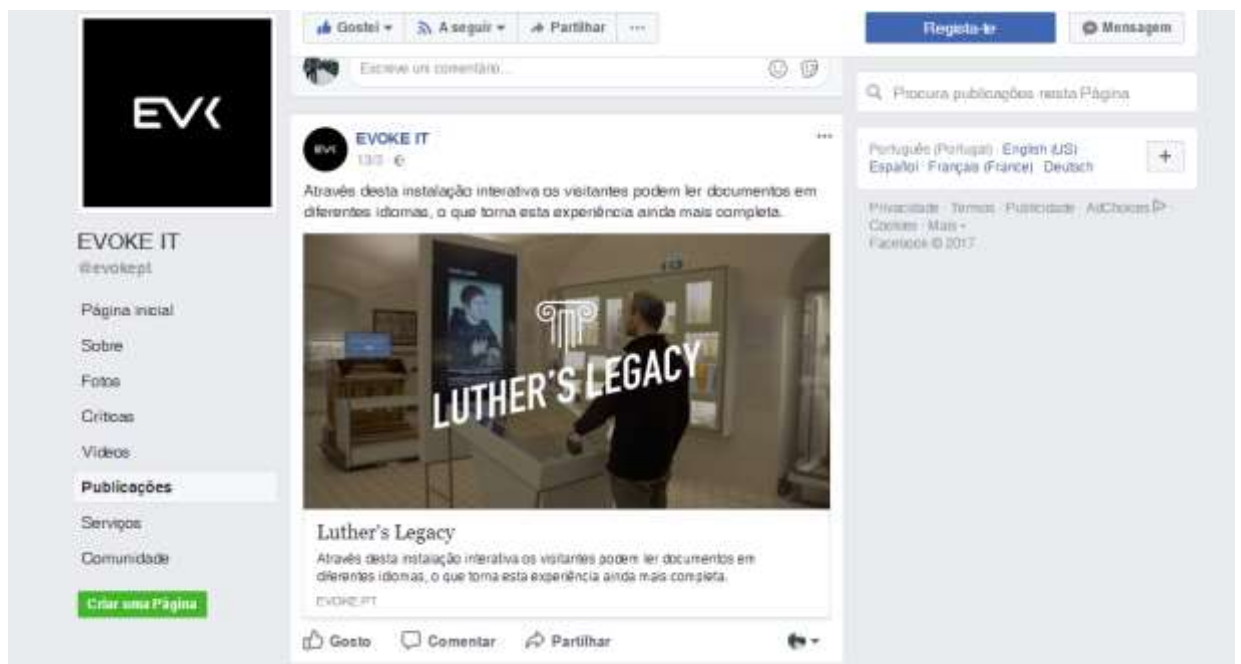 EVK
EVOKE IT
@evokept
Página inicial
Sobre
Fotos
Críticas
Vídeos
Publicações
Serviços
Comunidade
Criar uma Página
Gostei
A seguir
Partilhar
Escreve um comentário...
EVK
EVOKE IT
13/3
Através desta instalação interativa os visitantes podem ler documentos em
diferentes idiomas, o que torna esta experiência ainda mais completa.
LUTHER'S LEGACY
Luther's Legacy
Através desta instalação interativa os visitantes podem ler documentos em
diferentes idiomas, o que torna esta experiência ainda mais completa.
EVOKE.PT
Gosto Comentar Partilhar
Regista-te
Mensagem
Procura publicações nesta Página
Português (Portugal) · English (US) ·
Español · Français (France) · Deutsch
Privacidade · Termos · Publicidade · AdChoices ·
Cookies · Mais
Facebook © 2017